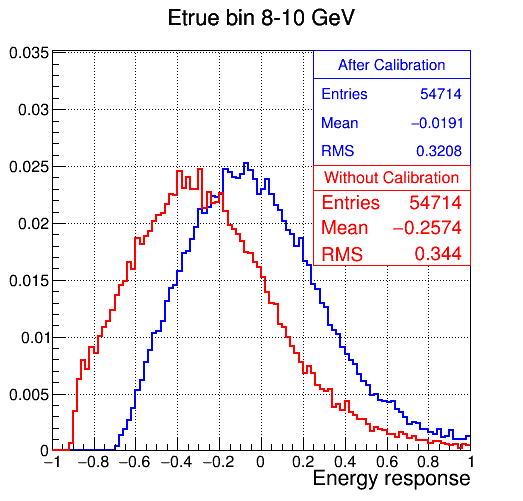 Etrue bin 8-10 GeV
0.035
0.03
0.025
0.02
0.015
0.01
0.005
0
After Calibration
Entries 54714
Mean −0.0191
RMS 0.3208
Without Calibration
Entries 54714
Mean −0.2574
RMS 0.344
−1 −0.8 −0.6 −0.4 −0.2 0 0.2 0.4 0.6 0.8 1
Energy response